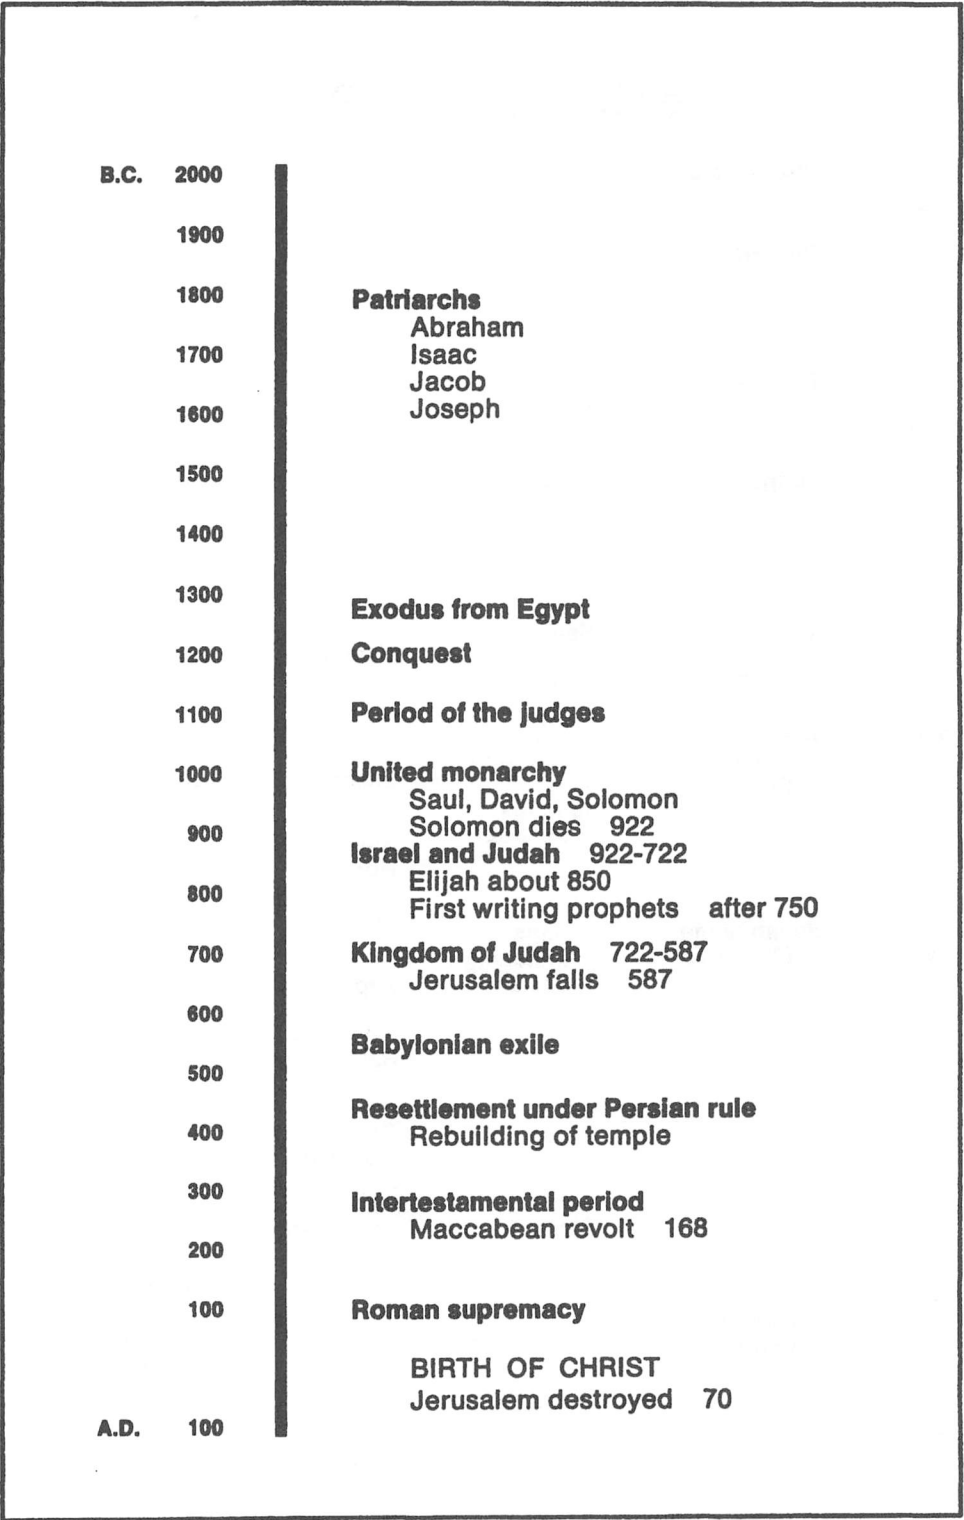 B.C. 2000
1900
1800 Patriarchs
Abraham
1700 Isaac
Jacob
1600 Joseph
1500
1400
1300
Exodus from Egypt
1200 Conquest
1100 Period of the judges
1000 United monarchy
Saul, David, Solomon
900 Solomon dies 922
Israel and Judah 922-722
Elijah about 850
800
First writing prophets after 750
700 Kingdom of Judah 722-587
Jerusalem falls 587
600
Babylonian exile
500
Resettlement under Persian rule
400 Rebuilding of temple
300 Intertestamental period
Maccabean revolt 168
200
100 Roman supremacy
BIRTH OF CHRIST
Jerusalem destroyed 70
A.D. 100